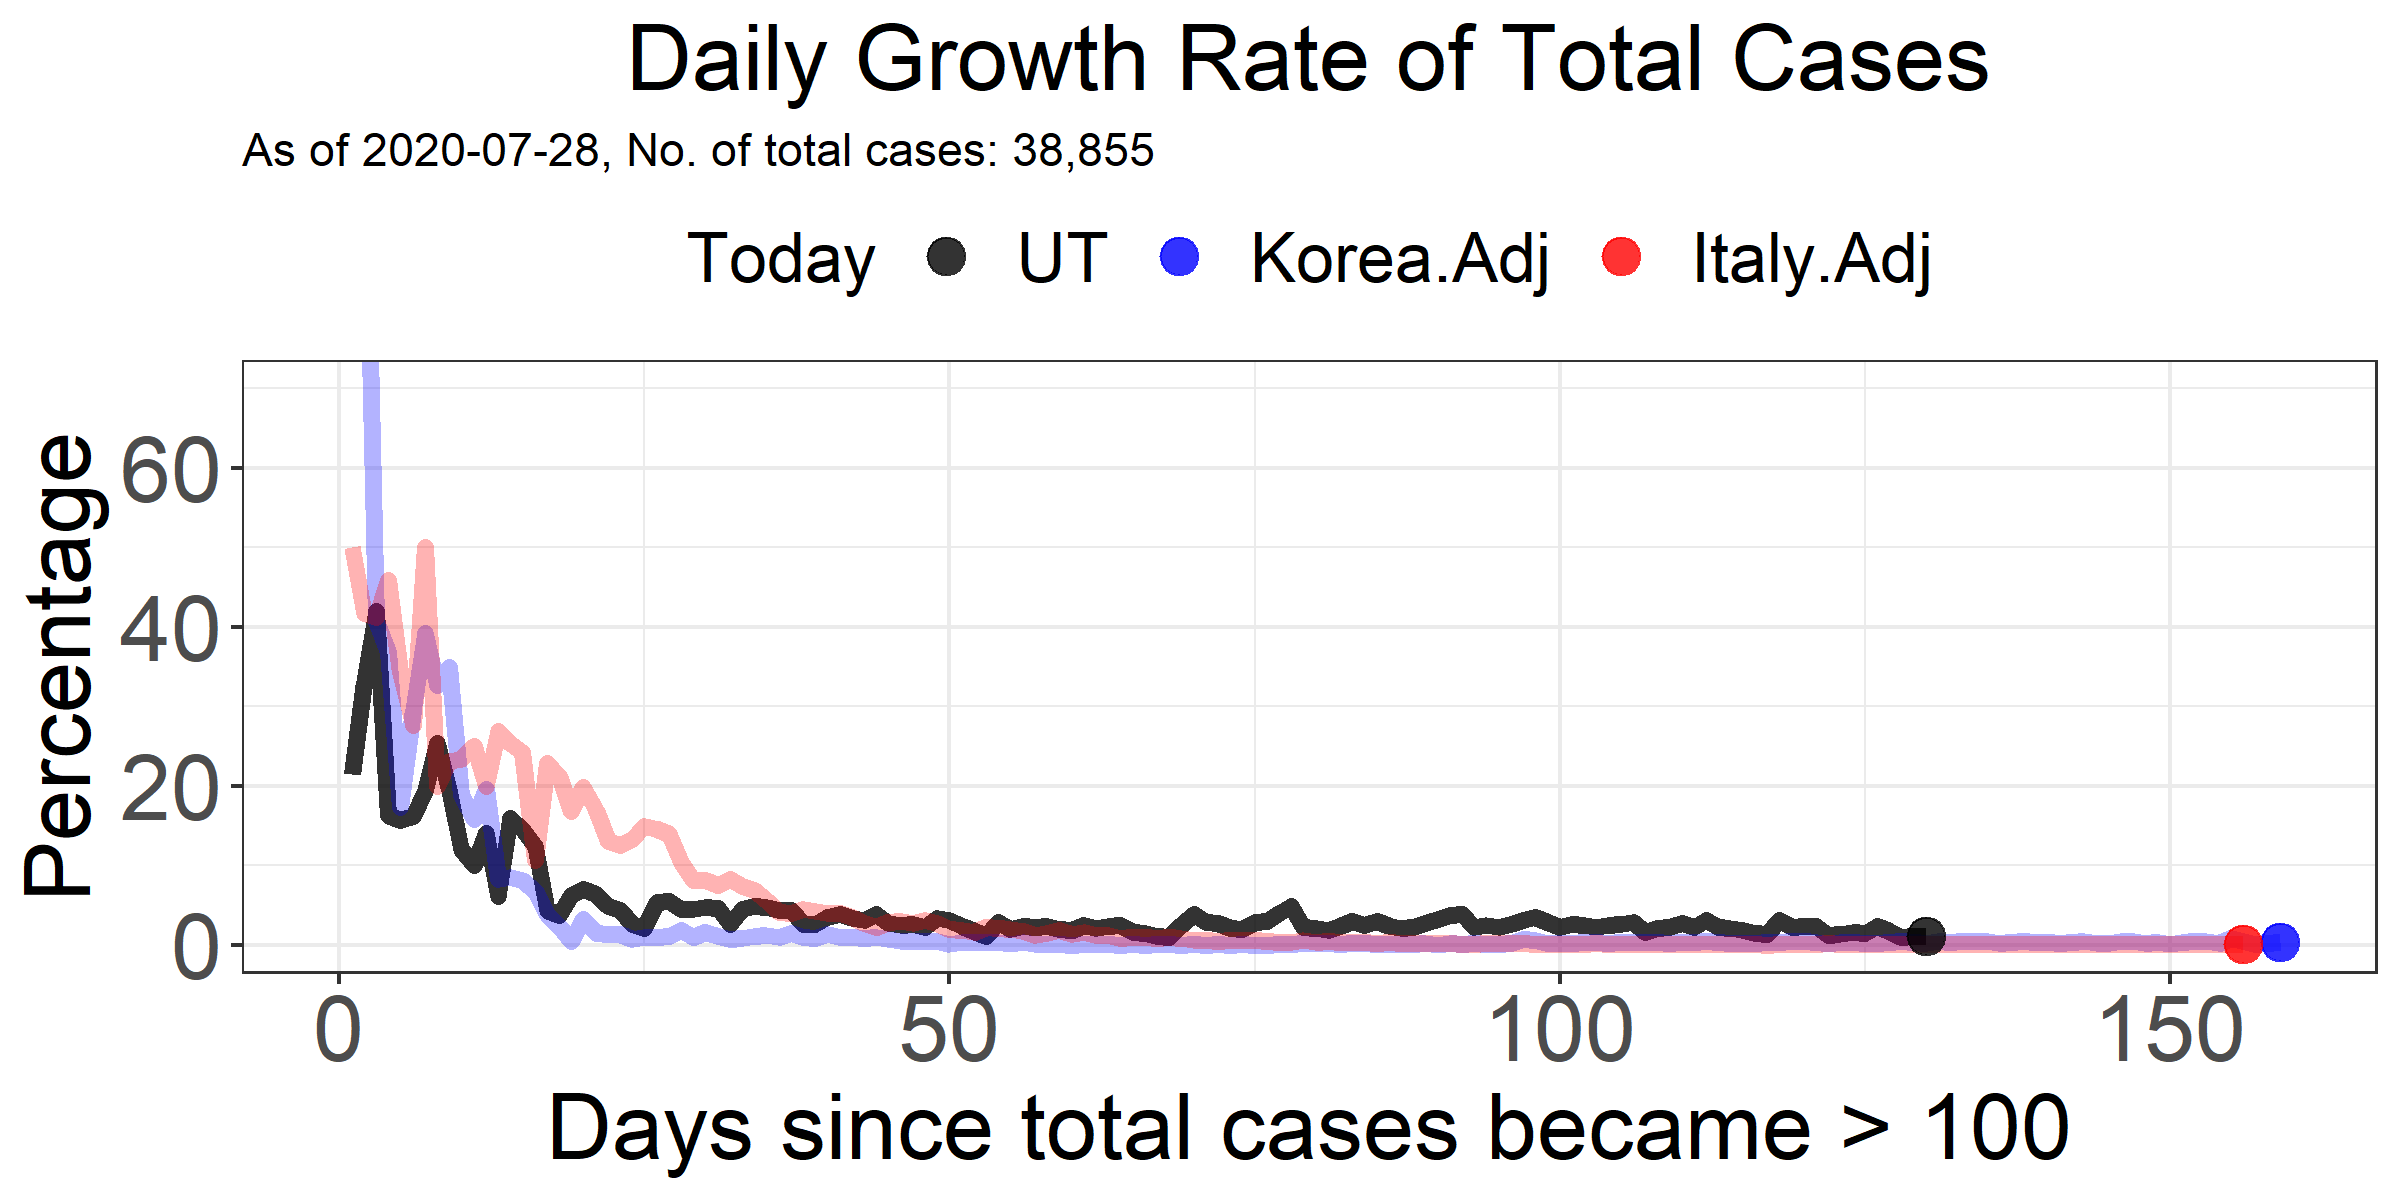 Daily Growth Rate of Total Cases
As of 2020-07-28, No. of total cases: 38,855
Today UT Korea.Adj Italy.Adj
Percentage
60
40
20
0
0 50 100 150
Days since total cases became > 100